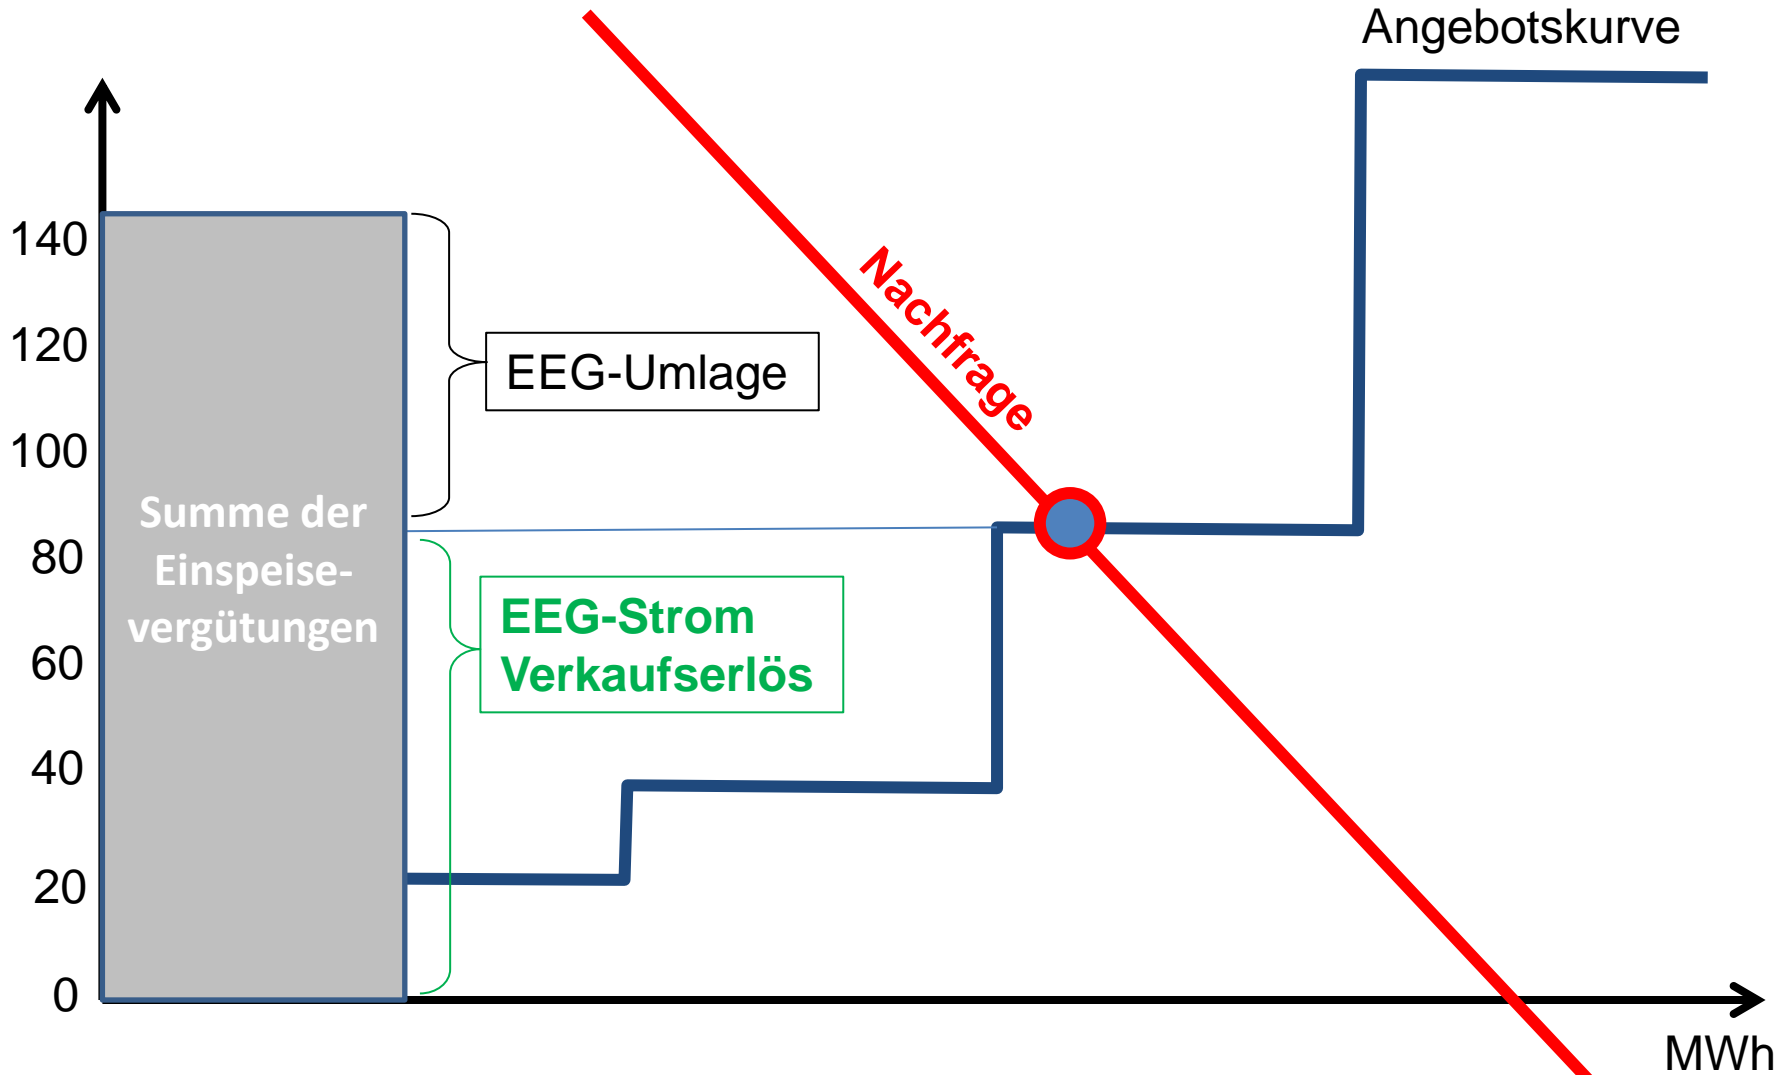 Angebotskurve
140
120
100
80
60
40
20
0
EEG-Umlage
Nachfrage
Summe der
Einspeise-
vergütungen
EEG-Strom
Verkaufserlös
MWh